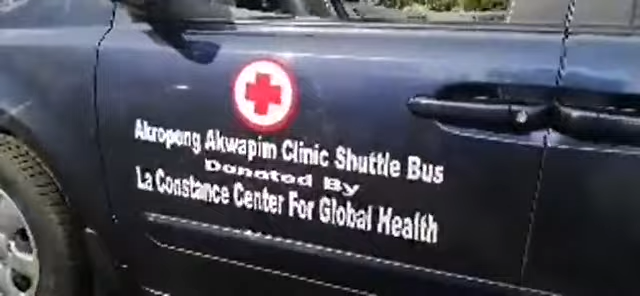 Akropong Akwapim Clinic Shuttle Bus
Donated By
La Constance Center For Global Health